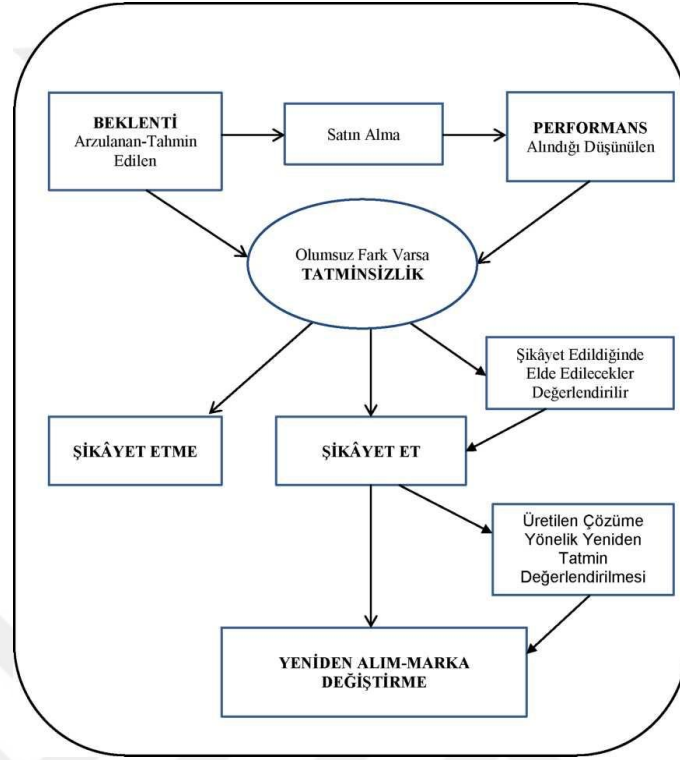 BEKLENTİ
Arzulanan-Tahmin
Edilen
Satın Alma
PERFORMANS
Alındığı Düşünülen
Olumsuz Fark Varsa
TATMİNSİZLİK
Şikâyet Edildiğinde
Elde Edilecekler
Değerlendirilir
ŞİKÂYET ETME
ŞİKÂYET ET
Üretilen Çözüme
Yönelik Yeniden
Tatmin
Değerlendirilmesi
YENİDEN ALIM-MARKA
DEĞİŞTİRME